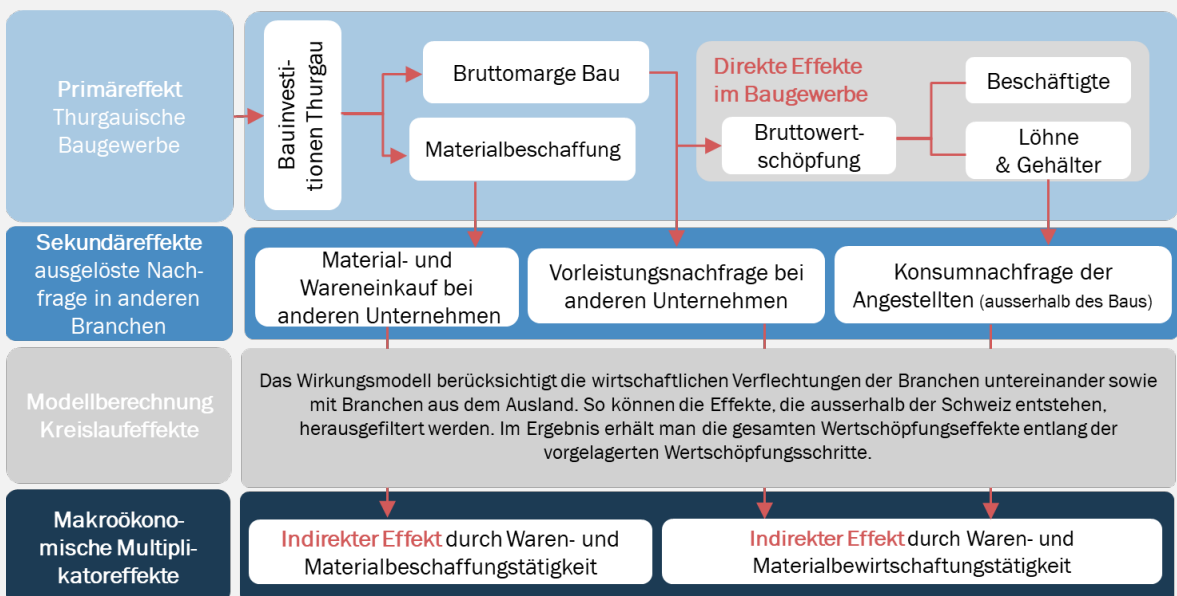 Primäreffekt
Thurgauische
Baugewerbe
Bauinvesti-
tionen Thurgau
Bruttomarge Bau
Materialbeschaffung
Direkte Effekte
im Baugewerbe
Bruttowert-
schöpfung
Beschäftigte
Löhne
& Gehälter
Sekundäreffekte
ausgelöste Nach-
frage in anderen
Branchen
Material- und
Wareneinkauf bei
anderen Unternehmen
Vorleistungsnachfrage bei
anderen Unternehmen
Konsumnachfrage der
Angestellten (ausserhalb des Baus)
Modellberechnung
Kreislaufeffekte
Das Wirkungsmodell berücksichtigt die wirtschaftlichen Verflechtungen der Branchen untereinander sowie
mit Branchen aus dem Ausland. So können die Effekte, die ausserhalb der Schweiz entstehen,
herausgefiltert werden. Im Ergebnis erhält man die gesamten Wertschöpfungseffekte entlang der
vorgelagerten Wertschöpfungsschritte.
Makroökono-
mische Multipli-
katoreffekte
Indirekter Effekt durch Waren- und
Materialbeschaffungstätigkeit
Indirekter Effekt durch Waren- und
Materialbewirtschaftungstätigkeit